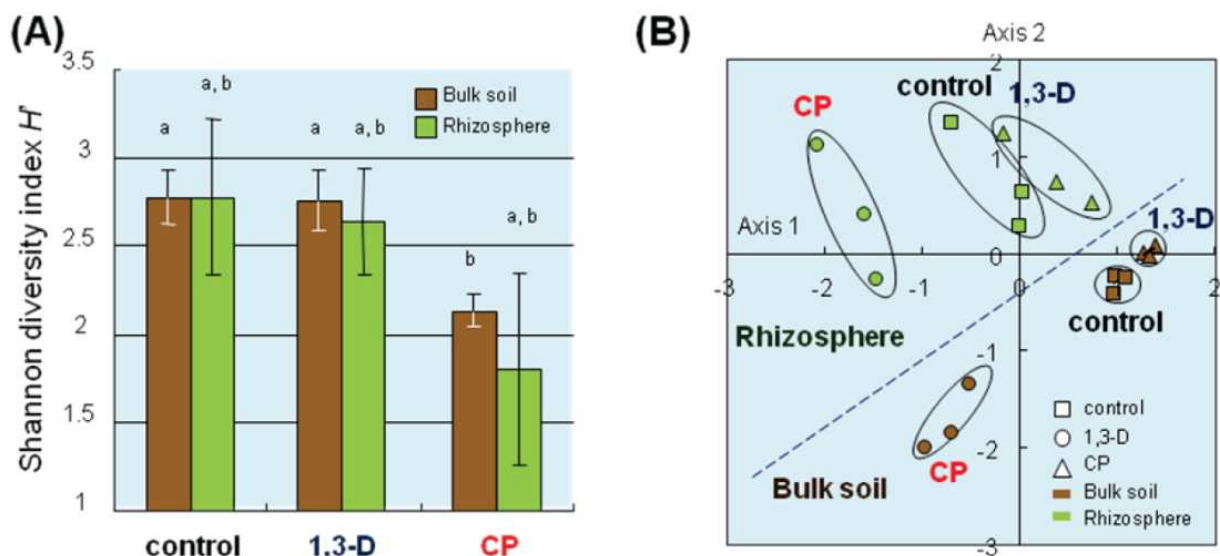 (A)
Shannon diversity index H'
3.5
3
2.5
2
1.5
1
a
a, b
a
a, b
b
a, b
Bulk soil
Rhizosphere
control
1,3-D
CP
(B)
Axis 2
2
1
0
-1
-2
-3
Axis 1
-3
-2
-1
0
1
2
CP
control
1,3-D
1,3-D
control
Rhizosphere
Bulk soil
CP
control
1,3-D
CP
Bulk soil
Rhizosphere